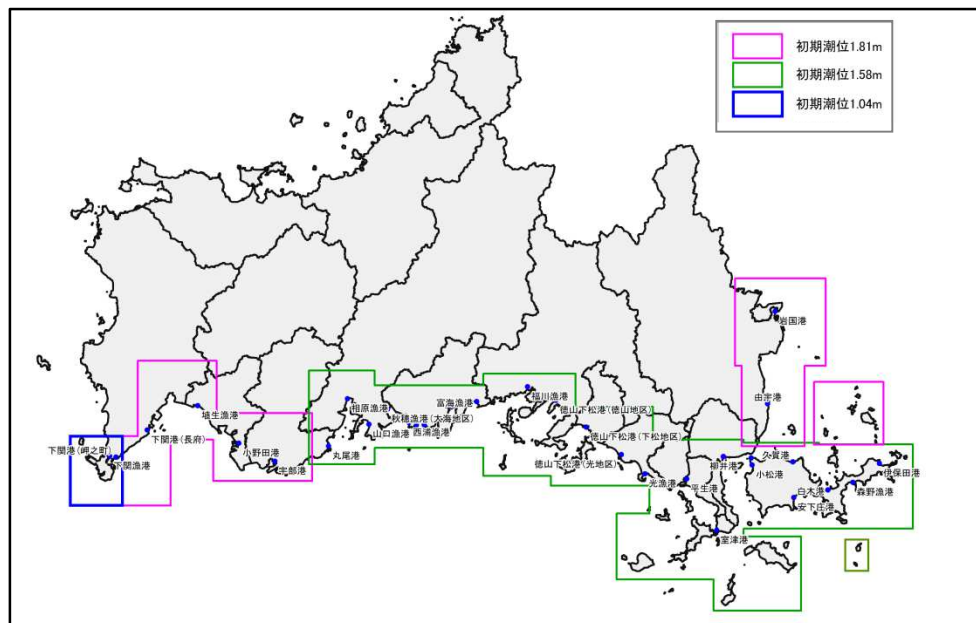 初期潮位1.81m
初期潮位1.58m
初期潮位1.04m
岩国港
由宇港
福川漁港
富海漁港
相原漁港
徳山下松港(徳山地区)
埴生漁港
秋穂漁港(大海地区)
山口漁港
西浦漁港
下関港(長府)
徳山下松港(下松地区)
小野田港
丸尾港
久賀港
下関港(岬之町)
下関漁港
宇部港
徳山下松港(光地区)
柳井港
小松港
伊保田港
光漁港
平生港
森野漁港
白木港
安下庄港
室津港